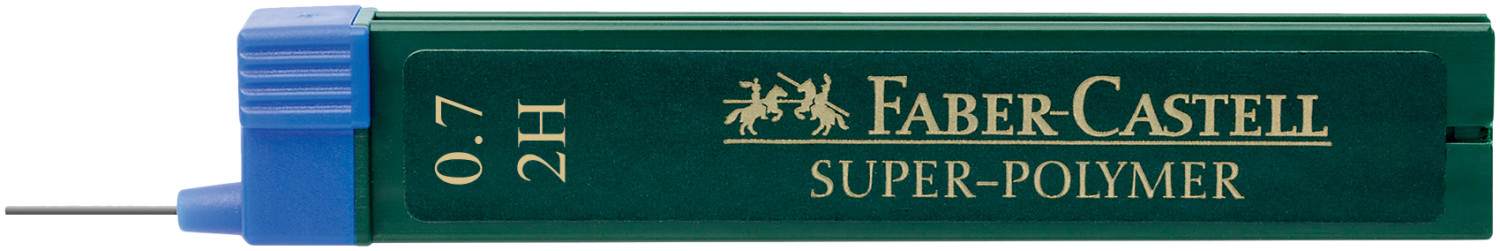 0.7
2H
FABER-CASTELL
SUPER-POLYMER